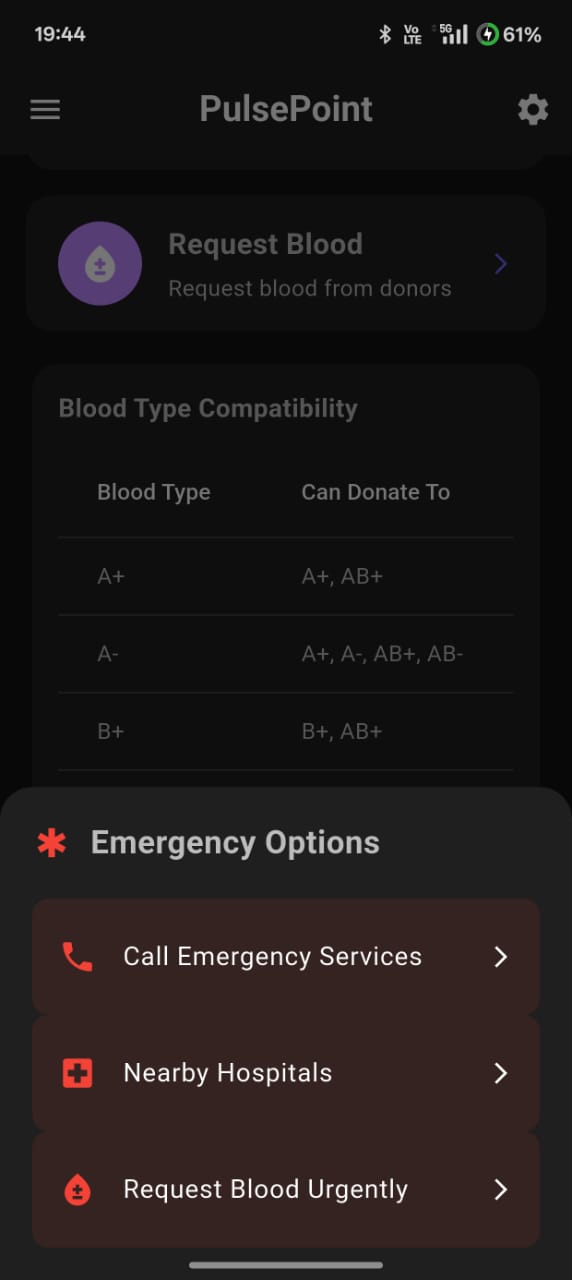 19:44 Vo LTE 5G 61%
PulsePoint
Request Blood
Request blood from donors
Blood Type Compatibility
Blood Type Can Donate To
A+ A+, AB+
A- A+, A-, AB+, AB-
B+ B+, AB+
Emergency Options
Call Emergency Services
Nearby Hospitals
Request Blood Urgently